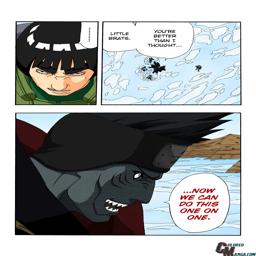 YOU'RE
BETTER
THAN I
THOUGHT...
LITTLE
BRATS.
...NOW
WE CAN
DO THIS
ONE ON
ONE.
COLORED
MANGA.COM